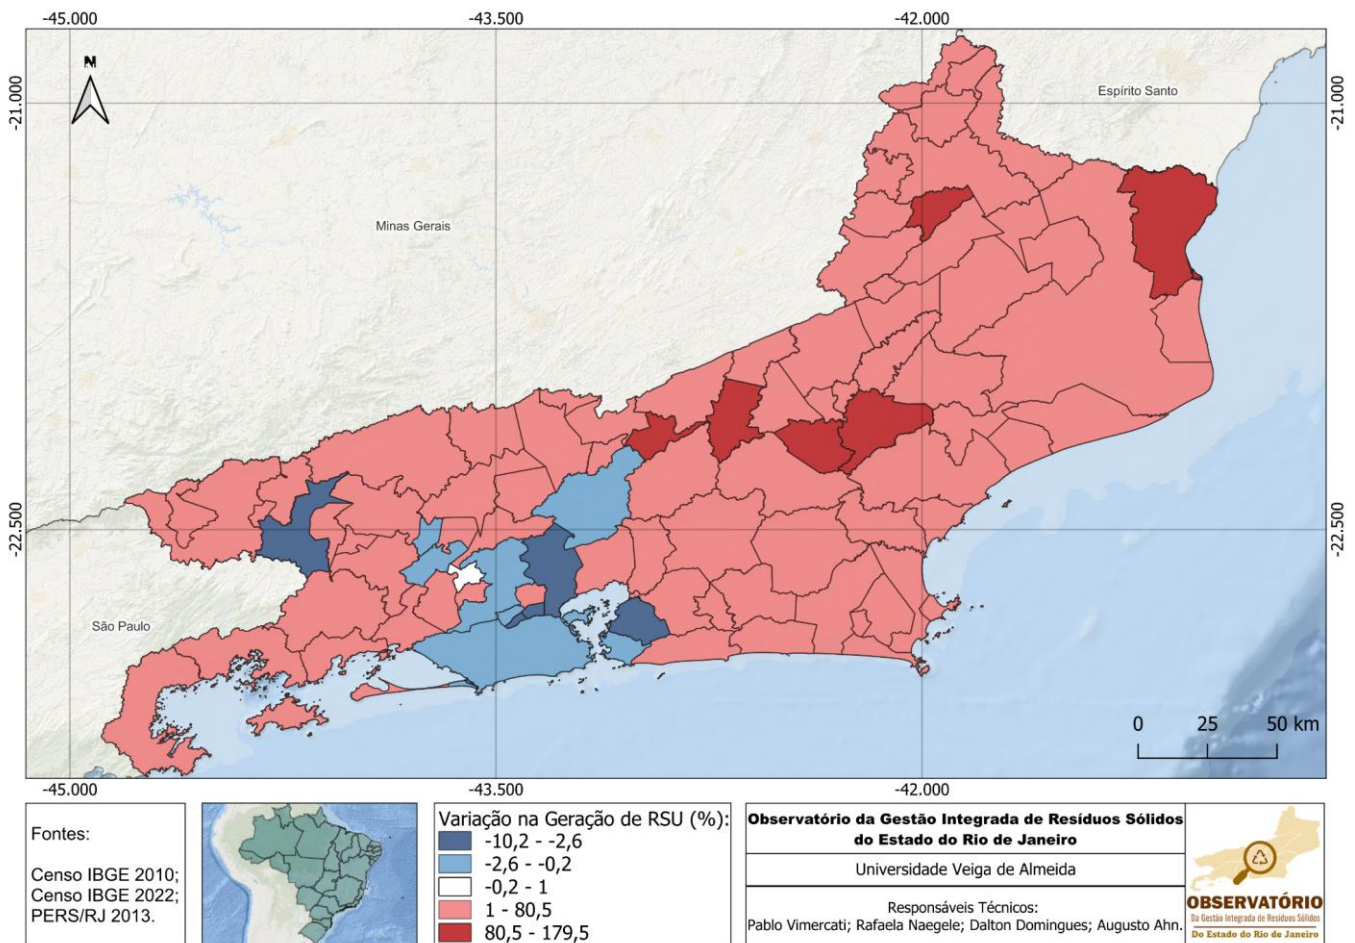 -45.000
-43.500
-42.000
N
-21.000
Espírito Santo
-21.000
Minas Gerais
-22.500
-22.500
São Paulo
0 25 50 km
-45.000
-43.500
-42.000
Fontes:
Censo IBGE 2010;
Censo IBGE 2022;
PERS/RJ 2013.
Variação na Geração de RSU (%):
-10,2 - -2,6
-2,6 - -0,2
-0,2 - 1
1 - 80,5
80,5 - 179,5
Observatório da Gestão Integrada de Resíduos Sólidos
do Estado do Rio de Janeiro
Universidade Veiga de Almeida
Responsáveis Técnicos:
Pablo Vimercati; Rafaela Naegele; Dalton Domingues; Augusto Ahn.
OBSERVATÓRIO
Da Gestão Integrada de Resíduos Sólidos
Do Estado do Rio de Janeiro